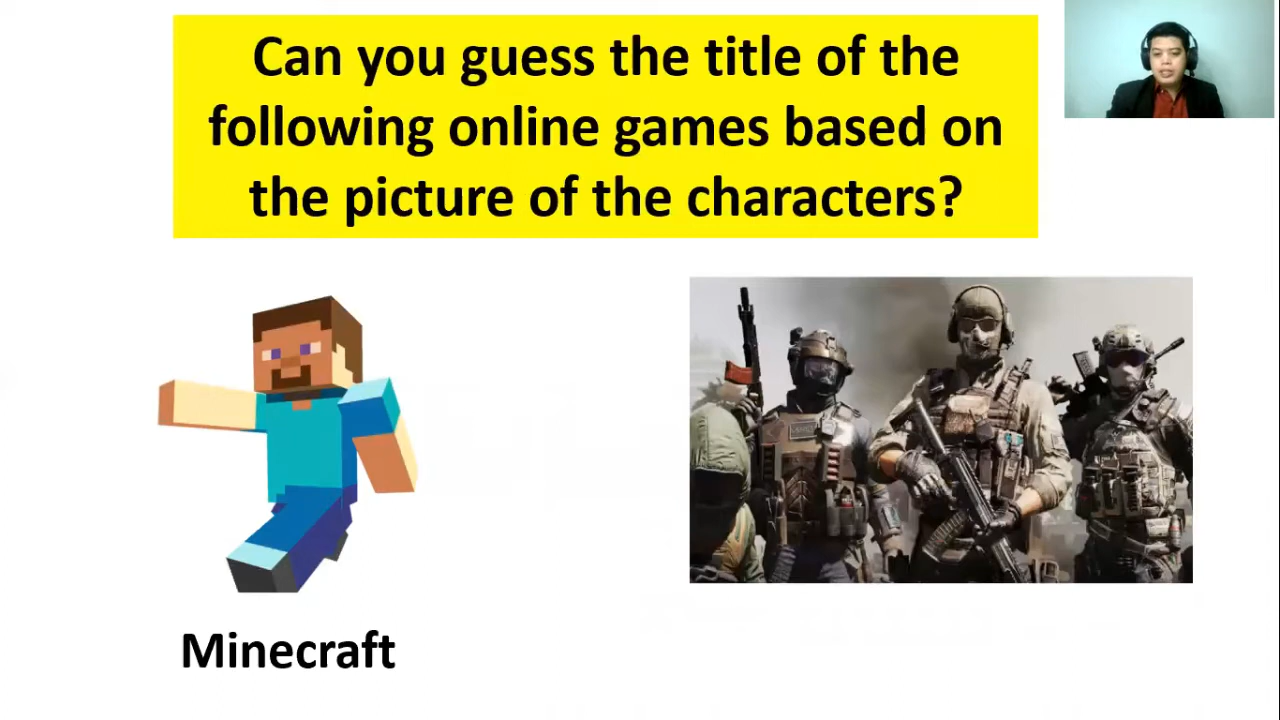 Can you guess the title of the
following online games based on
the picture of the characters?
Minecraft